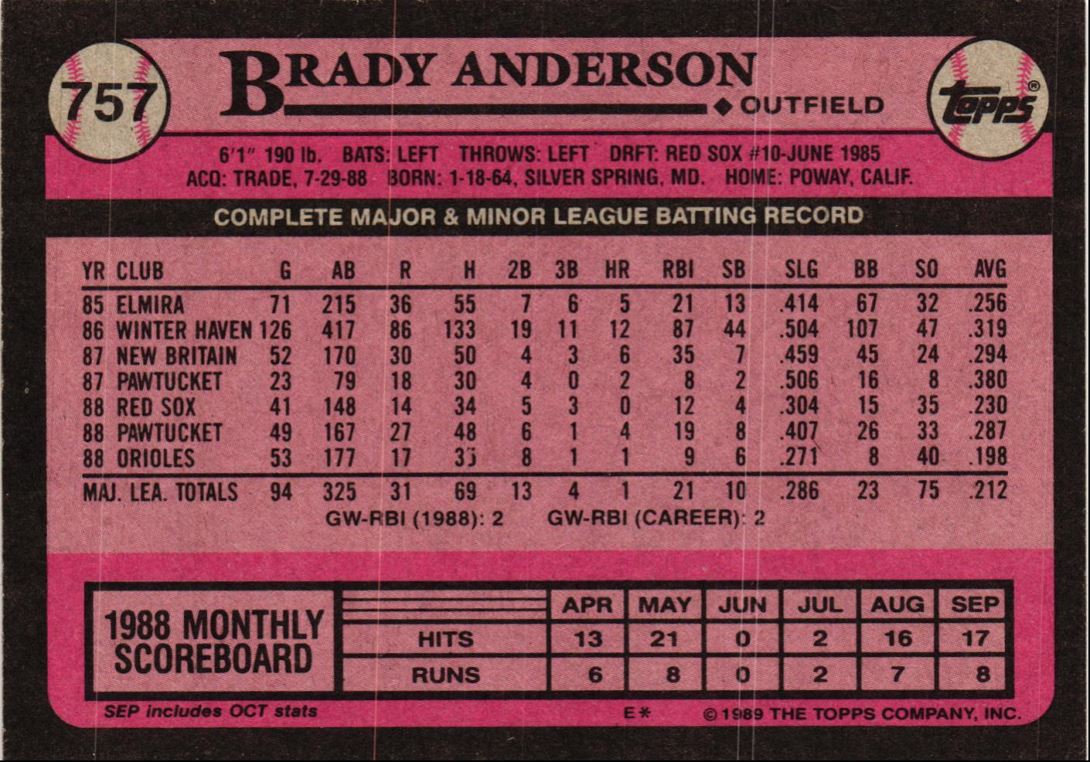 757
BRADY ANDERSON
◆ OUTFIELD
TOPPS®
6'1" 190 lb. BATS: LEFT THROWS: LEFT DRFT: RED SOX #10-JUNE 1985
ACQ: TRADE, 7-29-88 BORN: 1-18-64, SILVER SPRING, MD. HOME: POWAY, CALIF.
COMPLETE MAJOR & MINOR LEAGUE BATTING RECORD
YR CLUB G AB R H 2B 3B HR RBI SB SLG BB SO AVG
85 ELMIRA 71 215 36 55 7 6 5 21 13 .414 67 32 .256
86 WINTER HAVEN 126 417 86 133 19 11 12 87 44 .504 107 47 .319
87 NEW BRITAIN 52 170 30 50 4 3 6 35 7 .459 45 24 .294
87 PAWTUCKET 23 79 18 30 4 0 2 8 2 .506 16 8 .380
88 RED SOX 41 148 14 34 5 3 0 12 4 .304 15 35 .230
88 PAWTUCKET 49 167 27 48 6 1 4 19 8 .407 26 33 .287
88 ORIOLES 53 177 17 35 8 1 1 9 6 .271 8 40 .198
MAJ. LEA. TOTALS 94 325 31 69 13 4 1 21 10 .286 23 75 .212
GW-RBI (1988): 2 GW-RBI (CAREER): 2
1988 MONTHLY
SCOREBOARD
APR MAY JUN JUL AUG SEP
HITS 13 21 0 2 16 17
RUNS 6 8 0 2 7 8
SEP includes OCT stats
E*
© 1989 THE TOPPS COMPANY, INC.